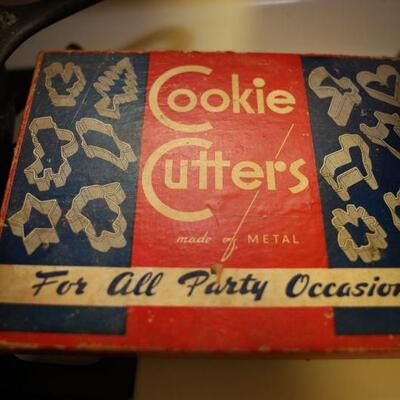 Cookie
Cutters
made of METAL
For All Party Occasion